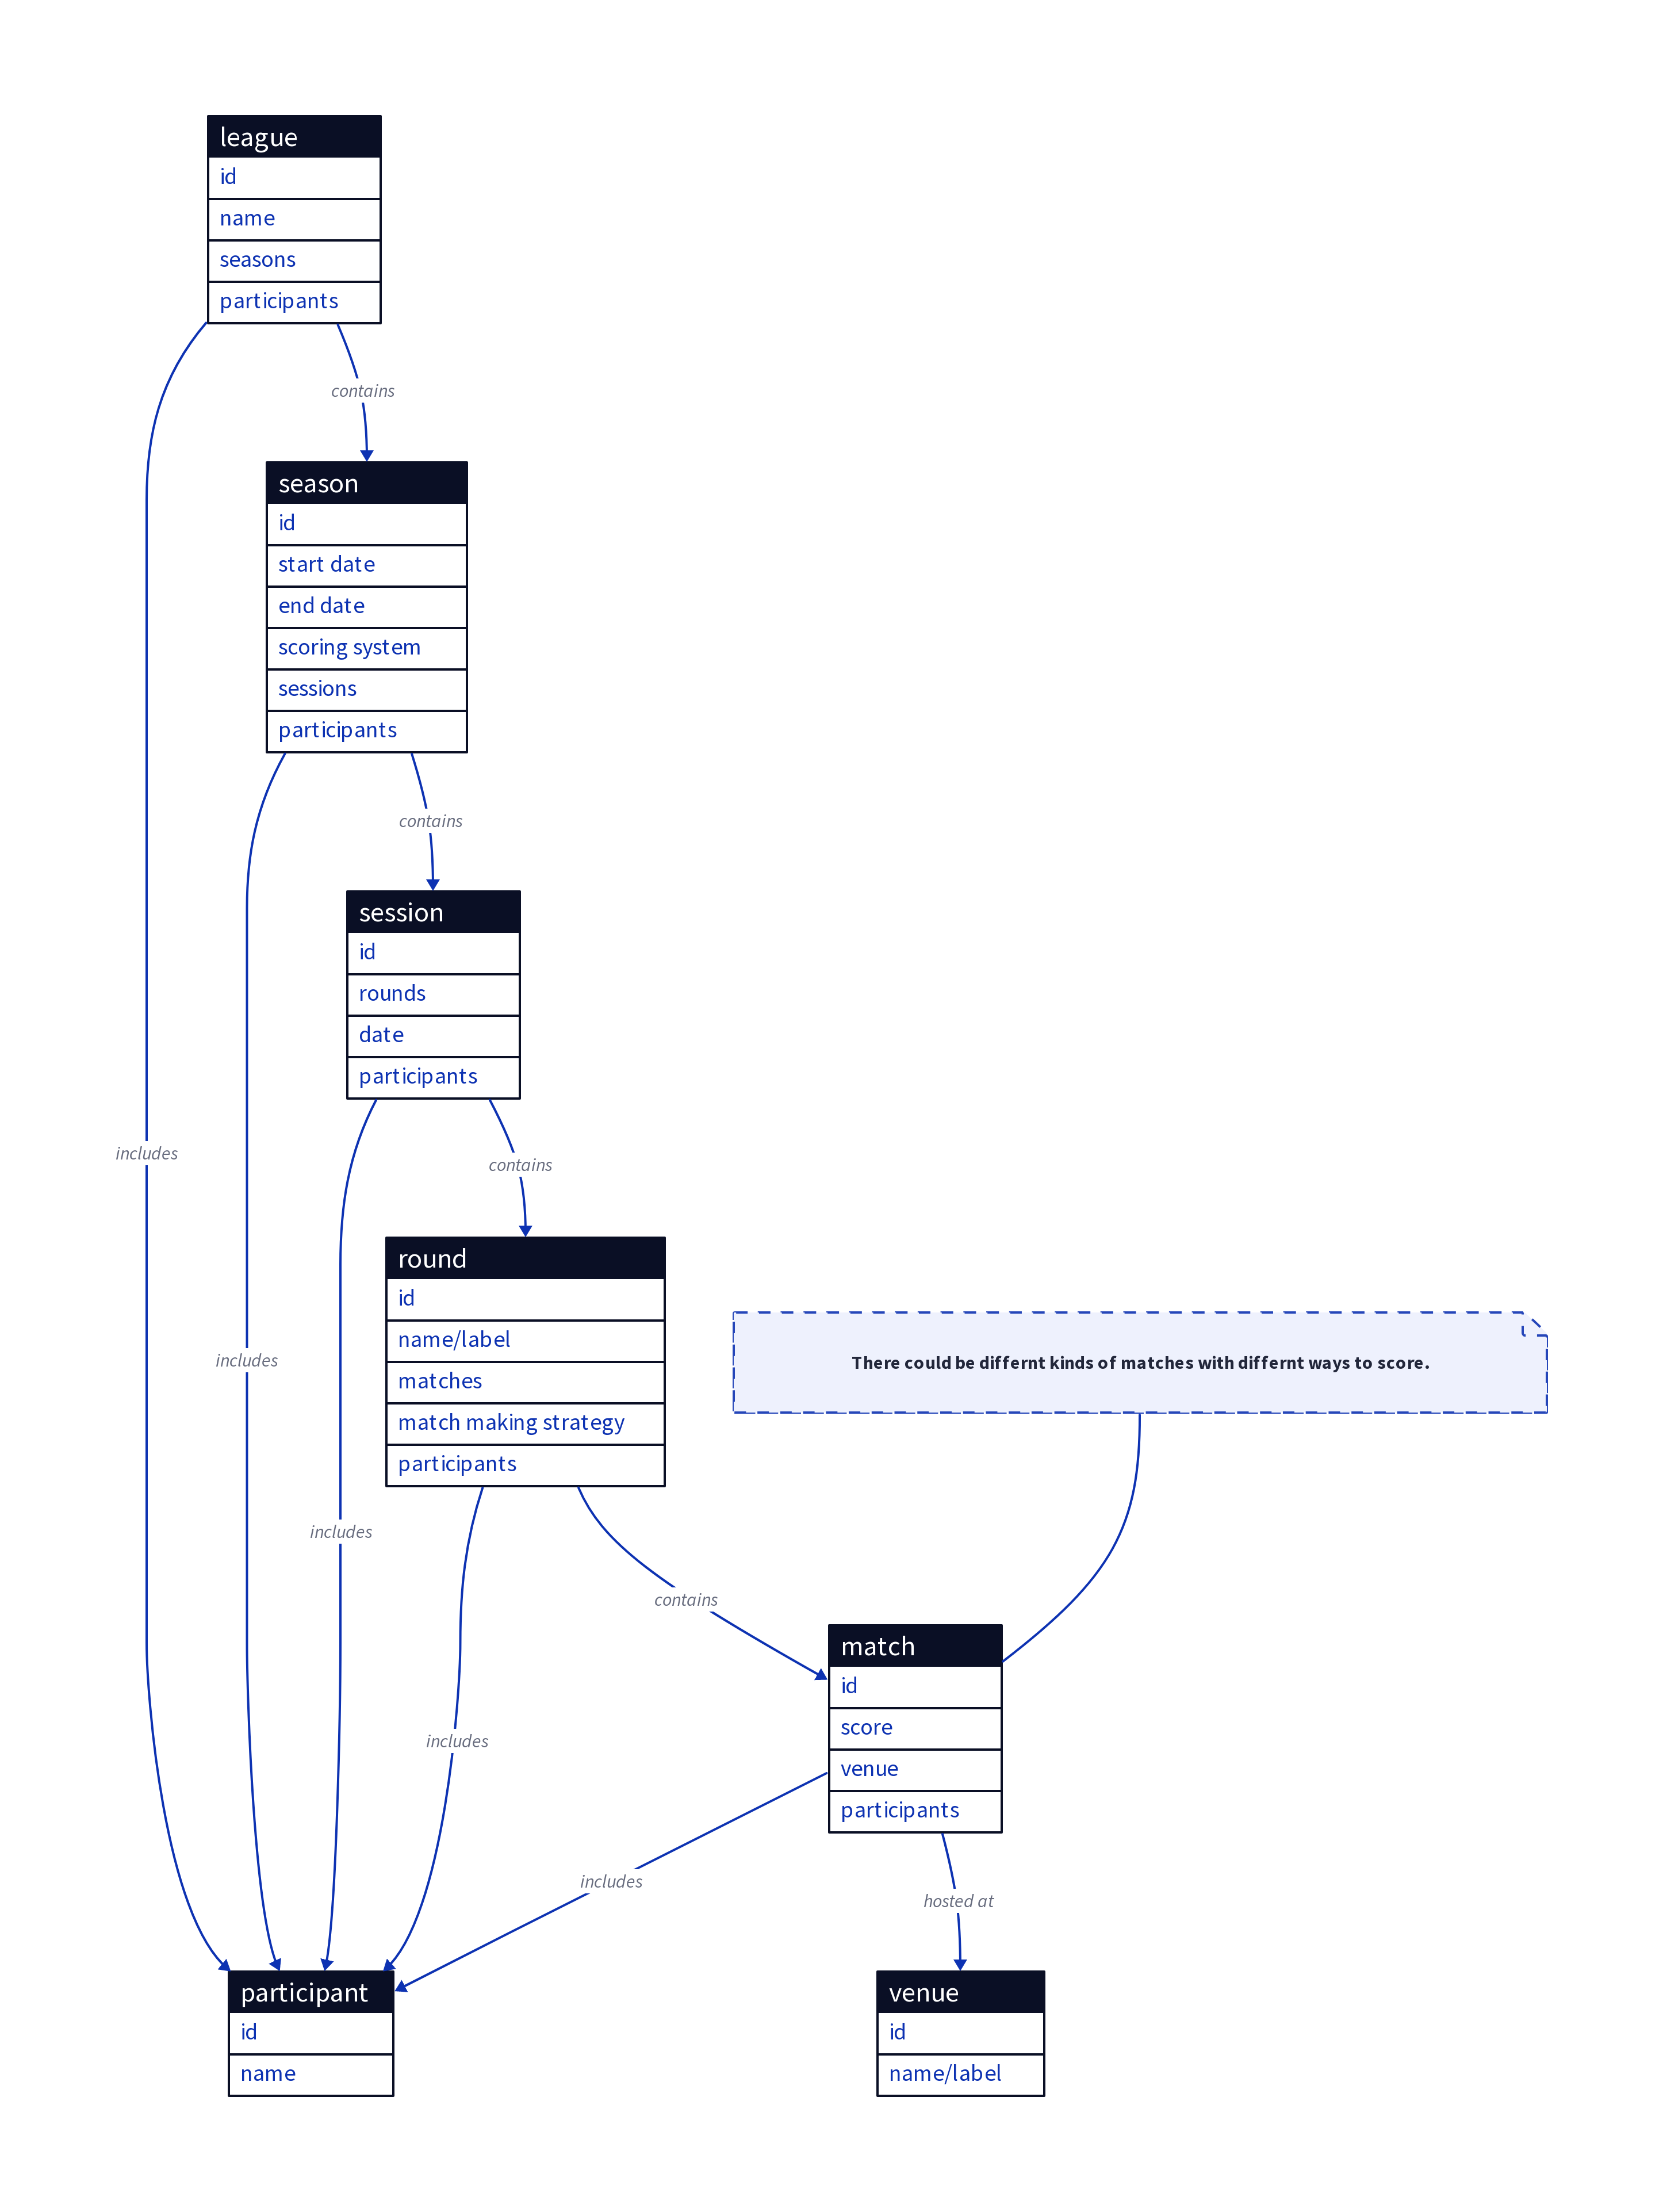 league
id
name
seasons
participants
contains
season
id
start date
end date
scoring system
sessions
participants
contains
session
id
rounds
date
participants
includes
contains
round
id
name/label
matches
match making strategy
participants
There could be differnt kinds of matches with differnt ways to score.
includes
includes
contains
match
id
score
venue
participants
includes
includes
hosted at
participant
id
name
venue
id
name/label